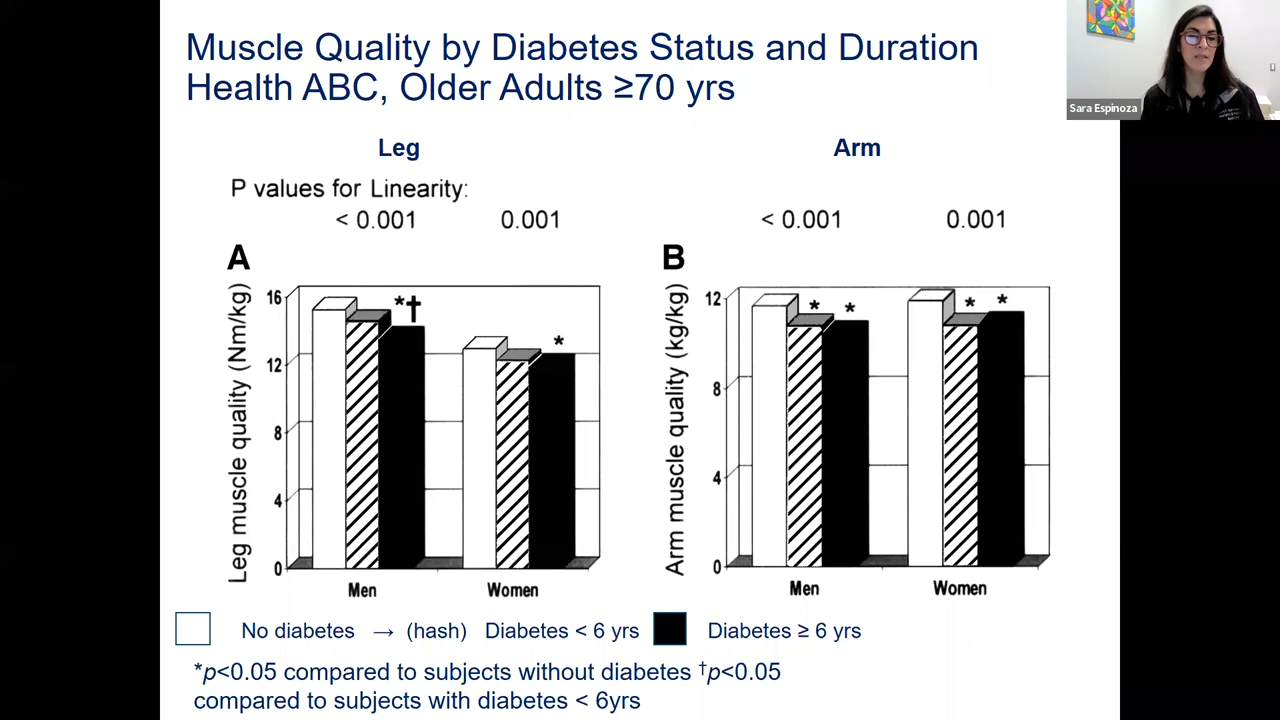 Muscle Quality by Diabetes Status and Duration
Health ABC, Older Adults ≥70 yrs
Sara Espinoza
Leg
Arm
P values for Linearity:
< 0.001 0.001
< 0.001 0.001
A
Leg muscle quality (Nm/kg)
16
12
8
4
0
*†
*
Men Women
B
Arm muscle quality (kg/kg)
12
8
4
0
* *
* *
Men Women
No diabetes → (hash) Diabetes < 6 yrs Diabetes ≥ 6 yrs
*p<0.05 compared to subjects without diabetes †p<0.05
compared to subjects with diabetes < 6yrs